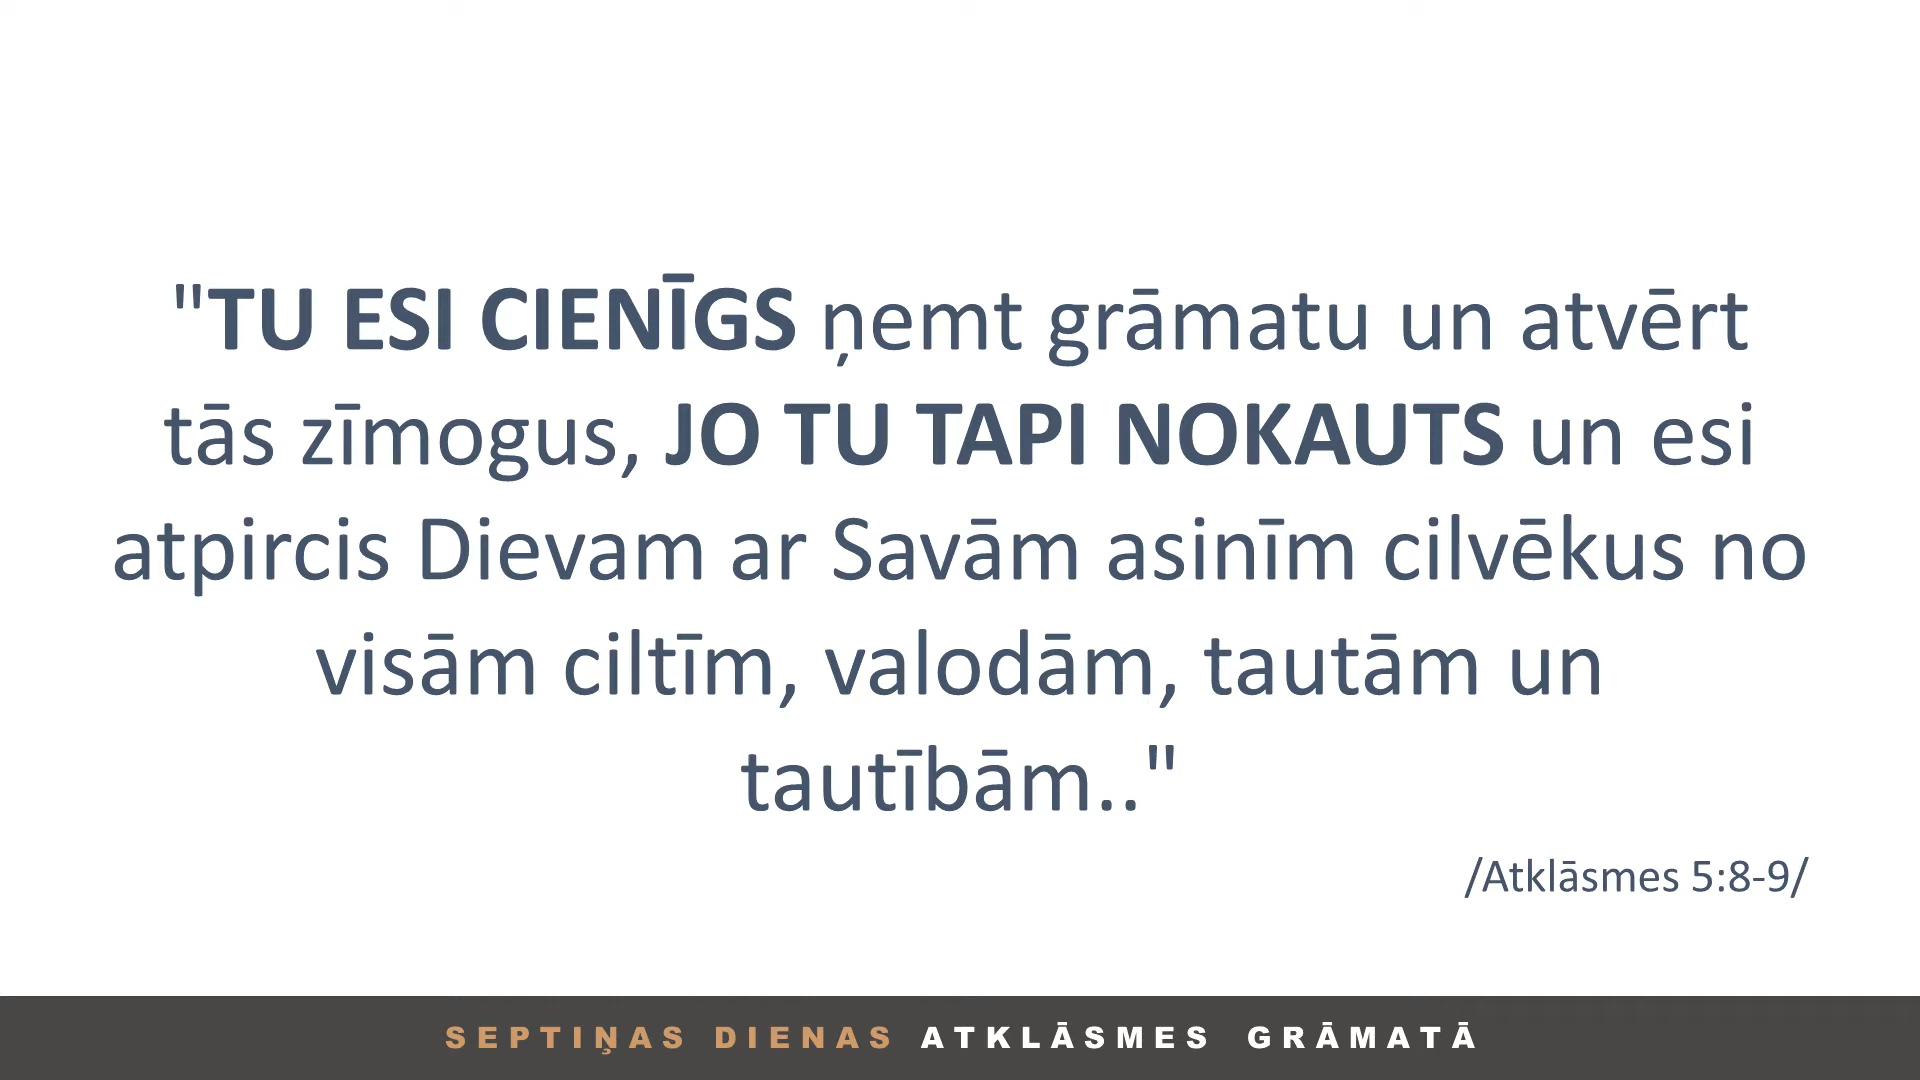 "TU ESI CIENĪGS ņemt grāmatu un atvērt
tās zīmogus, JO TU TAPI NOKAUTS un esi
atpircis Dievam ar Savām asinīm cilvēkus no
visām ciltīm, valodām, tautām un
tautībām.."
/Atklāsmes 5:8-9/
SEPTIŅAS DIENAS ATKLĀSMES GRĀMATĀ